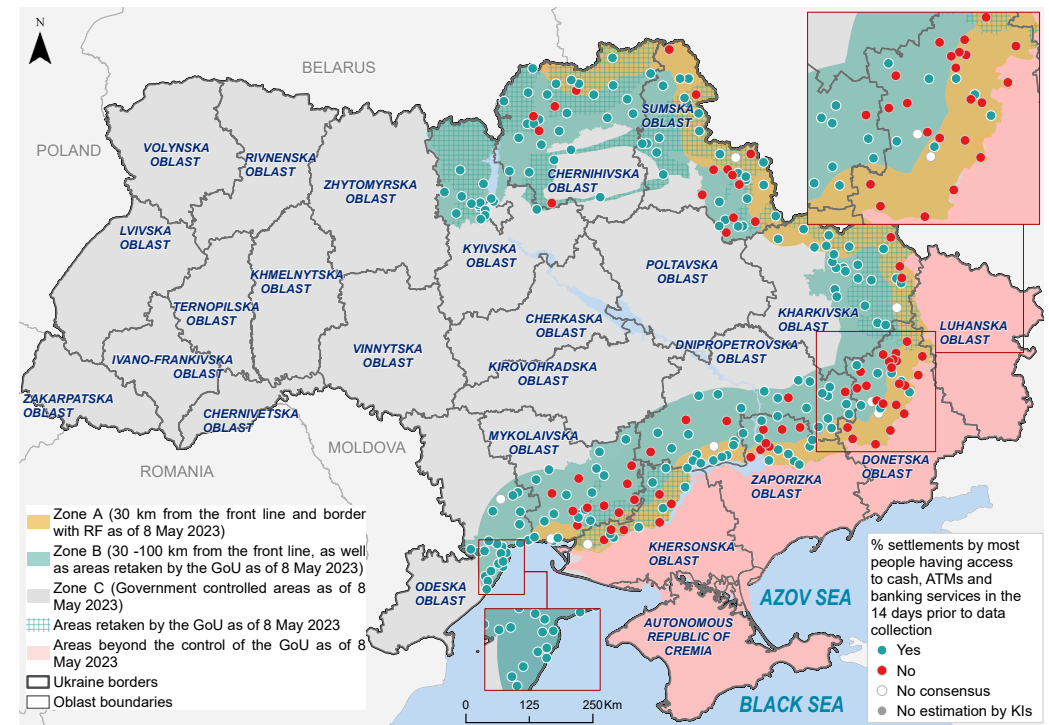 N
BELARUS
POLAND
VOLYNSKA
OBLAST
RIVNENSKA
OBLAST
ZHYTOMYRSKA
OBLAST
SUMSKA
OBLAST
CHERNIHIVSKA
OBLAST
LVIVSKA
OBLAST
KYIVSKA
OBLAST
POLTAVSKA
OBLAST
KHMELNYTSKA
OBLAST
TERNOPILSKA
OBLAST
CHERKASKA
OBLAST
KHARKIVSKA
OBLAST
LUHANSKA
OBLAST
IVANO-FRANKIVSKA
OBLAST
VINNYTSKA
OBLAST
KIROVOHRADSKA
OBLAST
DNIPROPETROVSKA
OBLAST
ZAKARPATSKA
OBLAST
CHERNIVETSKA
OBLAST
MOLDOVA
MYKOLAIVSKA
OBLAST
ROMANIA
DONETSKA
OBLAST
ZAPORIZKA
OBLAST
KHERSONSKA
OBLAST
ODESKA
OBLAST
AZOV SEA
AUTONOMOUS
REPUBLIC OF
CREMIA
BLACK SEA
Zone A (30 km from the front line and border
with RF as of 8 May 2023)
Zone B (30 -100 km from the front line, as well
as areas retaken by the GoU as of 8 May 2023)
Zone C (Government controlled areas as of 8
May 2023)
Areas retaken by the GoU as of 8 May 2023
Areas beyond the control of the GoU as of 8
May 2023
Ukraine borders
Oblast boundaries
0 125 250 Km
% settlements by most
people having access
to cash, ATMs and
banking services in the
14 days prior to data
collection
Yes
No
No consensus
No estimation by KIs